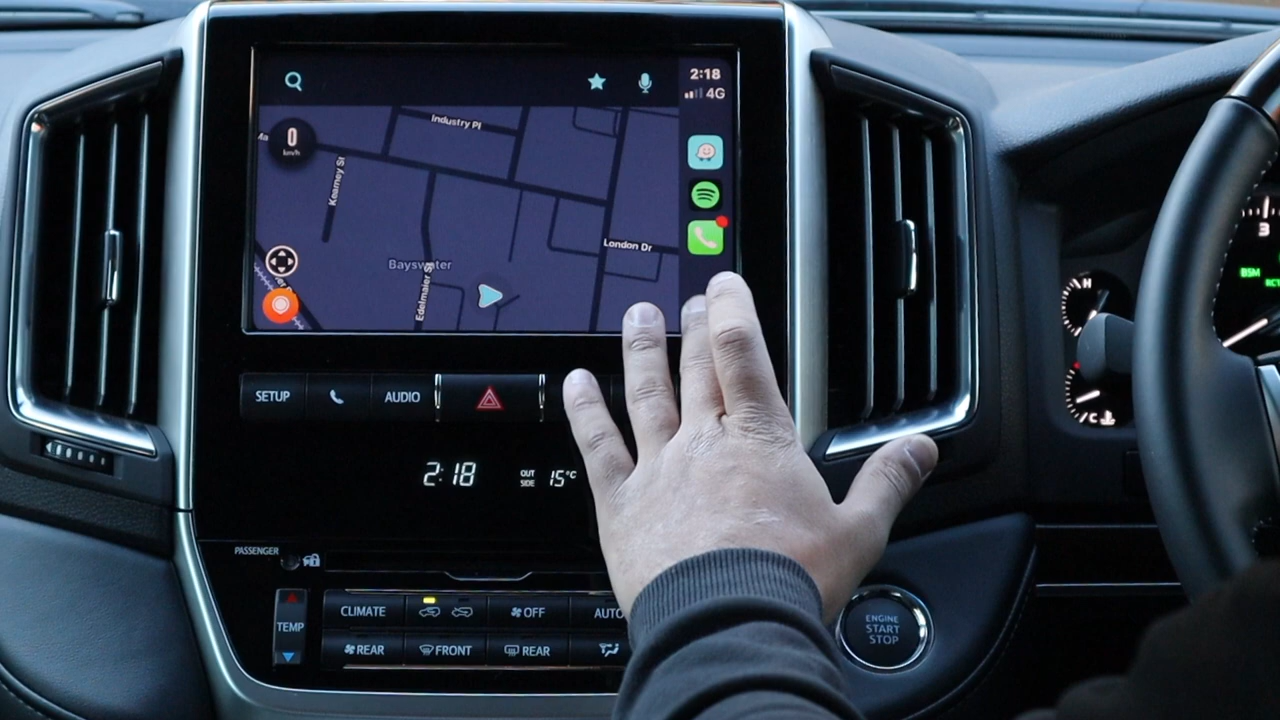 2:18
4G
Industry Pl
0
km/h
Kearney St
London Dr
Bayswater
Edelmaier St
SETUP
AUDIO
2:18
OUT
SIDE
15°C
PASSENGER
TEMP
CLIMATE
OFF
AUTO
REAR
FRONT
REAR
ENGINE
START
STOP
H
C
3
BSM